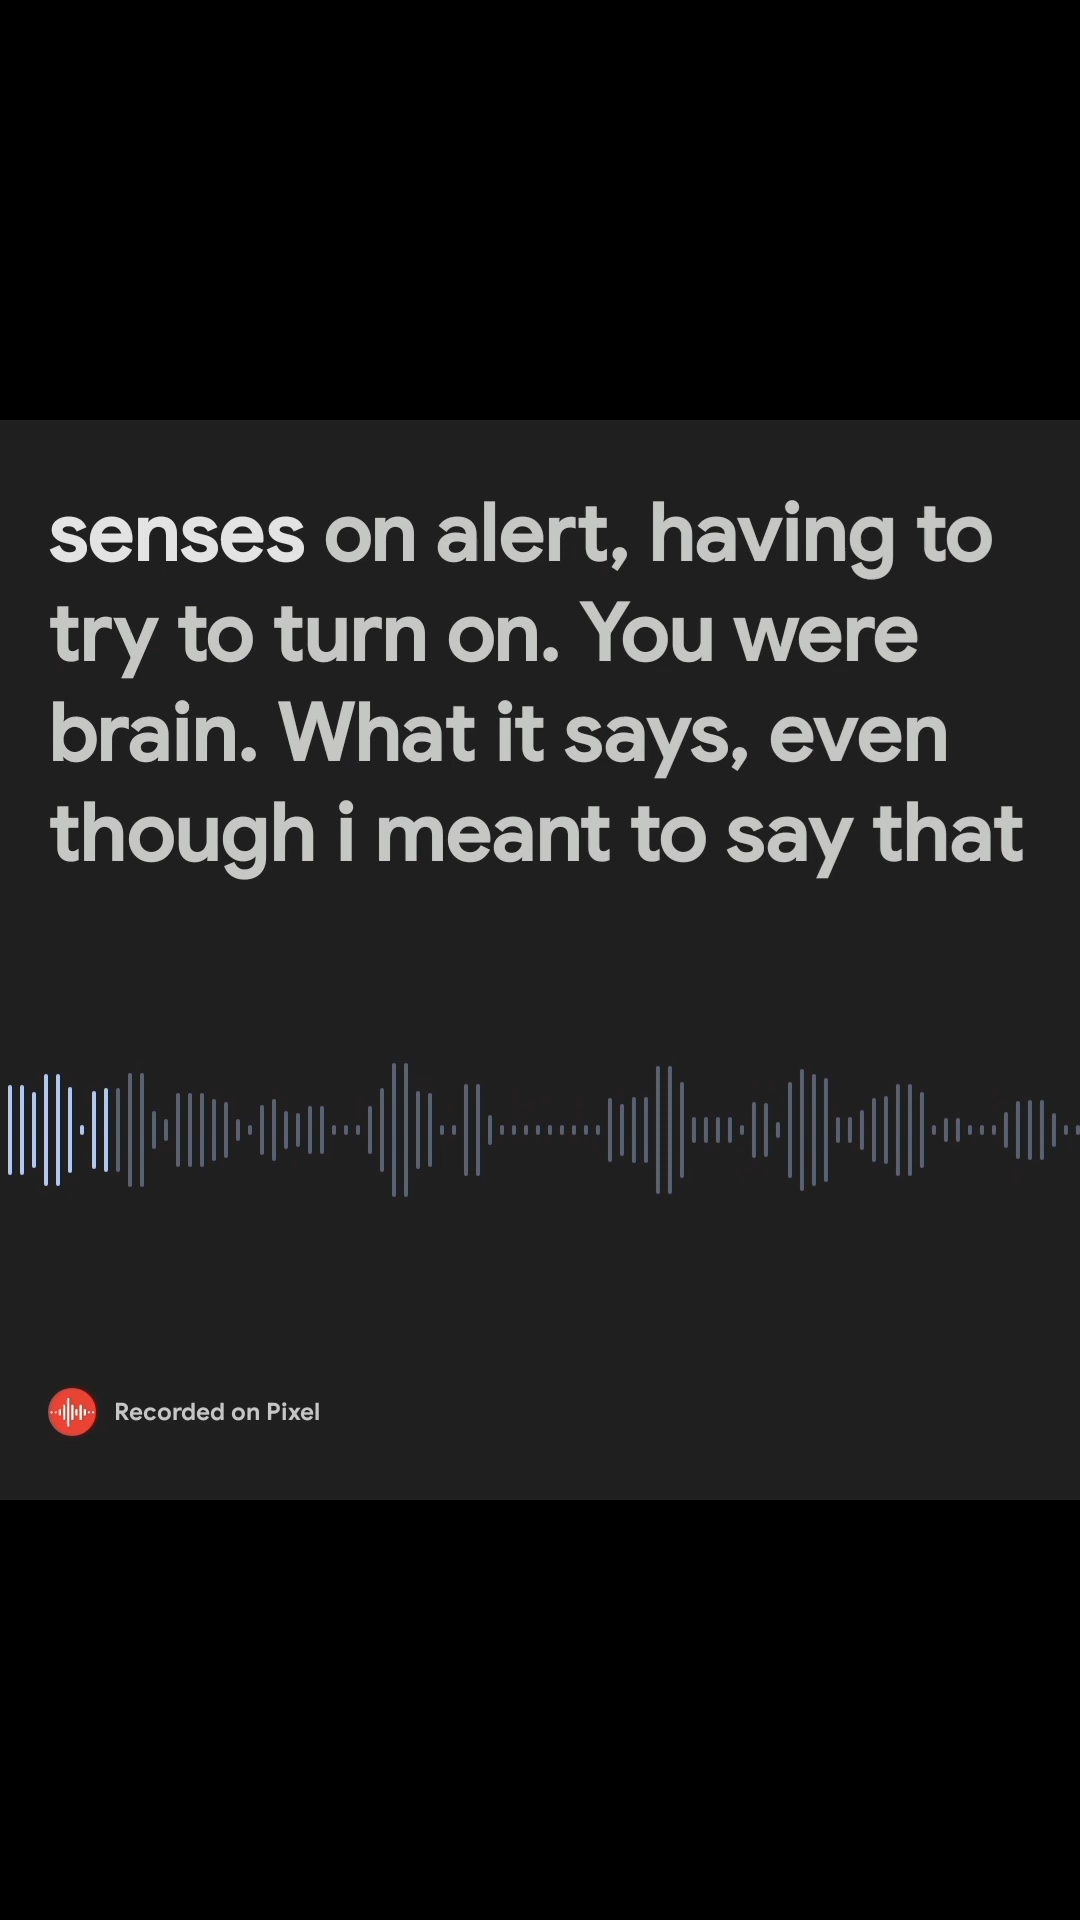 senses on alert, having to
try to turn on. You were
brain. What it says, even
though i meant to say that
Recorded on Pixel